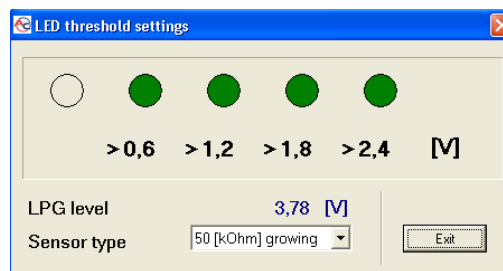 LED threshold settings
>0,6 >1,2 >1,8 >2,4 [V]
LPG level 3,78 [V]
Sensor type 50 [kOhm] growing
Exit